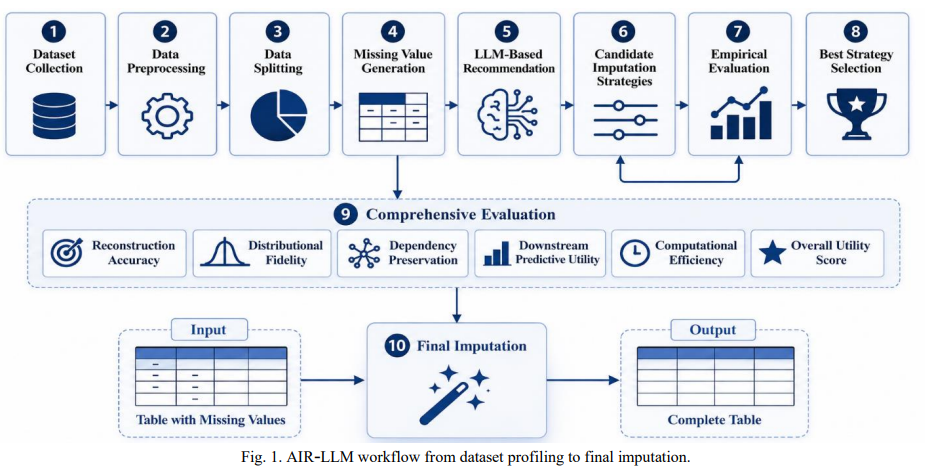 1
Dataset
Collection
2
Data
Preprocessing
3
Data
Splitting
4
Missing Value
Generation
5
LLM-Based
Recommendation
6
Candidate
Imputation
Strategies
7
Empirical
Evaluation
8
Best Strategy
Selection
9 Comprehensive Evaluation
Reconstruction
Accuracy
Distributional
Fidelity
Dependency
Preservation
Downstream
Predictive Utility
Computational
Efficiency
Overall Utility
Score
Input
Table with Missing Values
10 Final Imputation
Output
Complete Table
Fig. 1. AIR-LLM workflow from dataset profiling to final imputation.